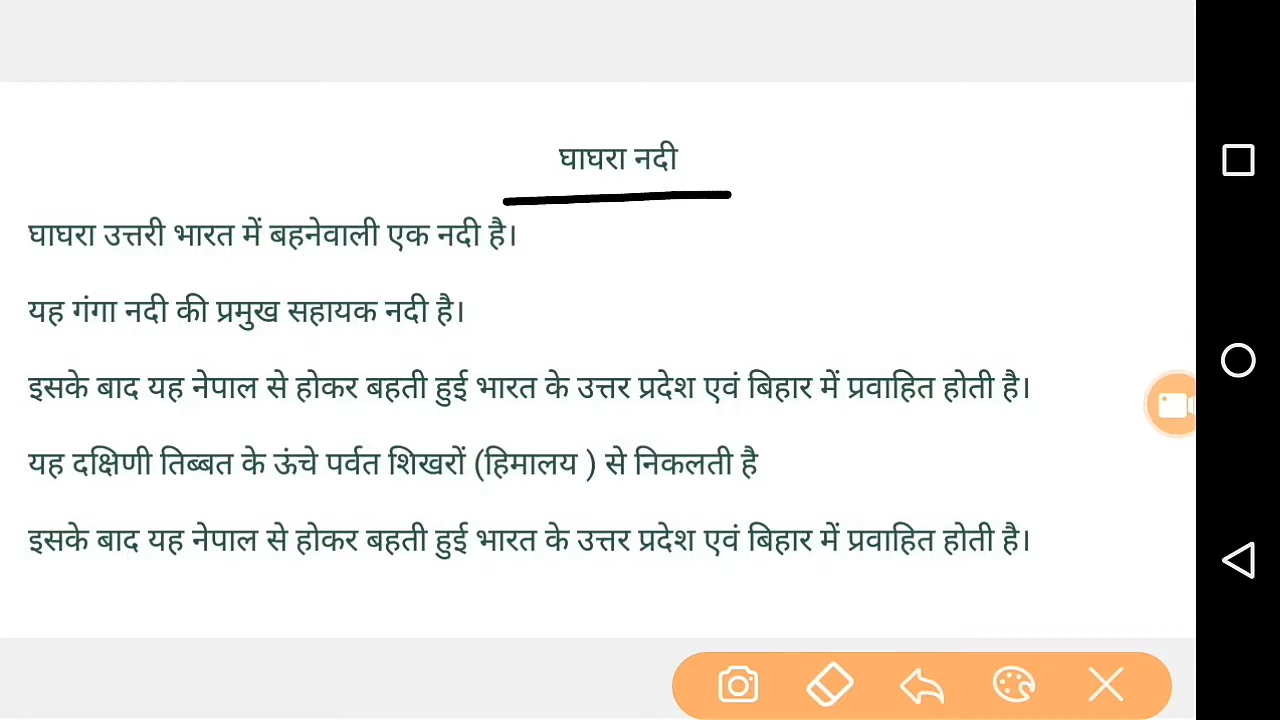 घाघरा नदी
घाघरा उत्तरी भारत में बहनेवाली एक नदी है।
यह गंगा नदी की प्रमुख सहायक नदी है।
इसके बाद यह नेपाल से होकर बहती हुई भारत के उत्तर प्रदेश एवं बिहार में प्रवाहित होती है।
यह दक्षिणी तिब्बत के ऊंचे पर्वत शिखरों (हिमालय ) से निकलती है
इसके बाद यह नेपाल से होकर बहती हुई भारत के उत्तर प्रदेश एवं बिहार में प्रवाहित होती है।